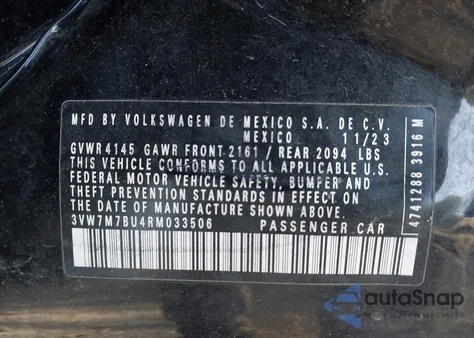 MFD BY VOLKSWAGEN DE MEXICO S.A. DE C.V.
MEXICO 11/23
GVWR 4145 GAWR FRONT 2161 / REAR 2094 LBS
THIS VEHICLE CONFORMS TO ALL APPLICABLE U.S.
FEDERAL MOTOR VEHICLE SAFETY, BUMPER AND
THEFT PREVENTION STANDARDS IN EFFECT ON
THE DATE OF MANUFACTURE SHOWN ABOVE.
3VW7M7BU4RM033506 PASSENGER CAR
4741288 3916 M
autoSnap